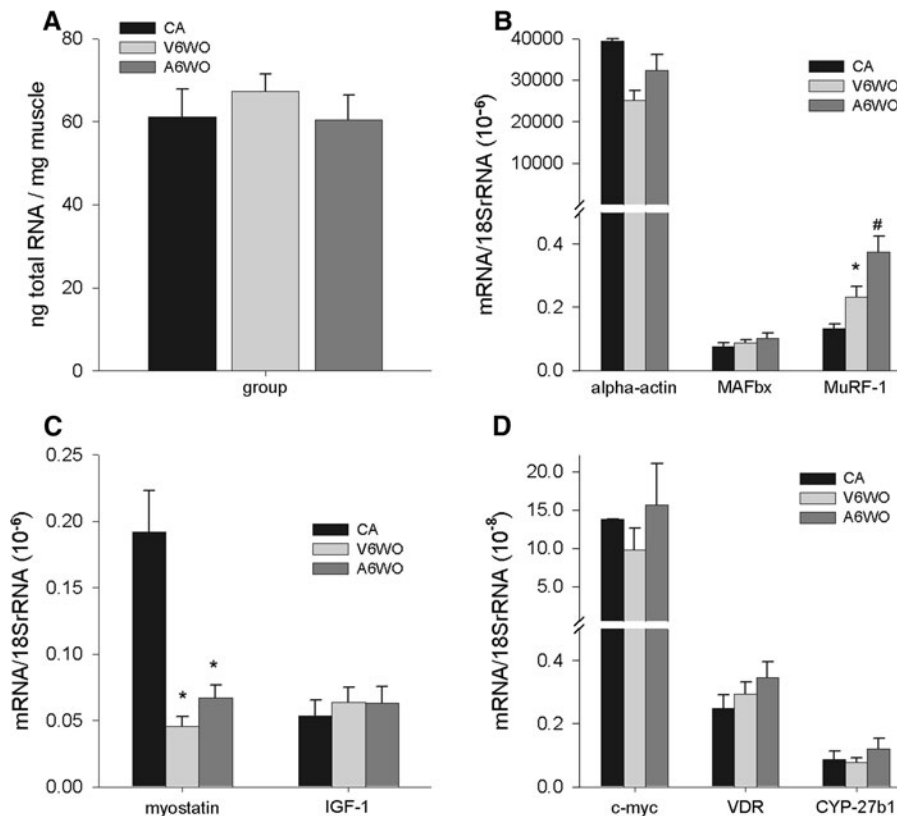 A
CA
V6WO
A6WO
ng total RNA / mg muscle
80
60
40
20
0
group
B
CA
V6WO
A6WO
mRNA/18SrRNA (10⁻⁶)
40000
30000
20000
10000
0.4
0.2
0.0
*
#
alpha-actin MAFbx MuRF-1
C
CA
V6WO
A6WO
mRNA/18SrRNA (10⁻⁶)
0.25
0.20
0.15
0.10
0.05
0.00
* *
myostatin IGF-1
D
CA
V6WO
A6WO
mRNA/18SrRNA (10⁻⁸)
20.0
15.0
10.0
5.0
0.4
0.2
0.0
c-myc VDR CYP-27b1